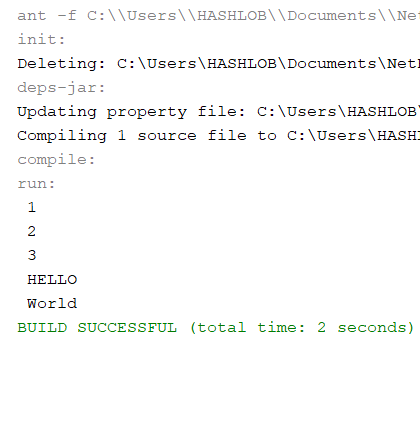 ant -f C:\\Users\\HASHLOB\\Documents\\Net
init:
Deleting: C:\Users\HASHLOB\Documents\Net
deps-jar:
Updating property file: C:\Users\HASHLOB\
Compiling 1 source file to C:\Users\HASH
compile:
run:
1
2
3
HELLO
World
BUILD SUCCESSFUL (total time: 2 seconds)